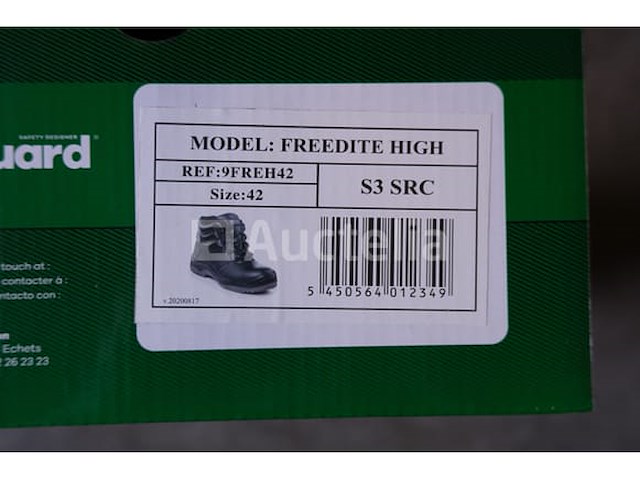 SAFETY DESIGNER
uard
MODEL: FREEDITE HIGH
REF:9FREH42
Size:42
S3 SRC
Auctelia
5 450564 012349
v.20200817
touch at :
contacter à :
ntacto con :
Echets
26 23 23